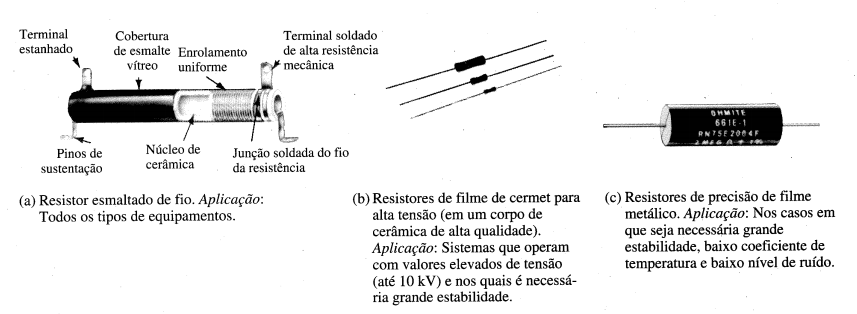 Terminal
estanhado
Cobertura
de esmalte
vítreo
Enrolamento
uniforme
Terminal soldado
de alta resistência
mecânica
Pinos de
sustentação
Núcleo de
cerâmica
Junção soldada do fio
da resistência
(a) Resistor esmaltado de fio. Aplicação:
Todos os tipos de equipamentos.
(b) Resistores de filme de cermet para
alta tensão (em um corpo de
cerâmica de alta qualidade).
Aplicação: Sistemas que operam
com valores elevados de tensão
(até 10 kV) e nos quais é necessá-
ria grande estabilidade.
OHMITE
661E-1
RN75E2004F
2 MEG Ω ± 1%
(c) Resistores de precisão de filme
metálico. Aplicação: Nos casos em
que seja necessária grande
estabilidade, baixo coeficiente de
temperatura e baixo nível de ruído.